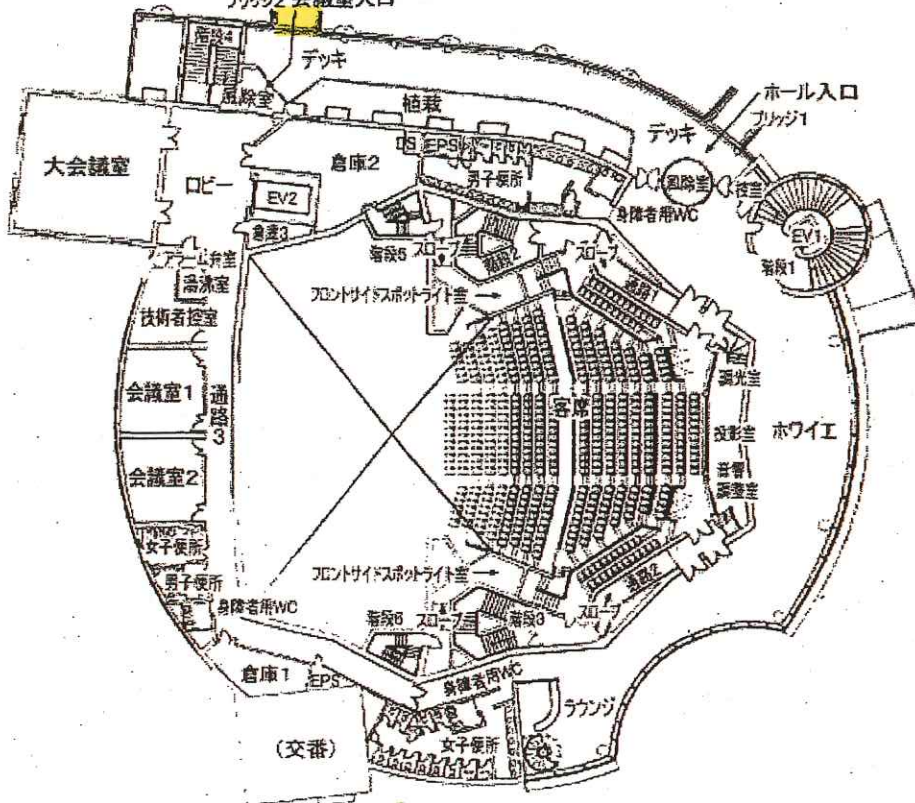 ブリッジ2 会議室入口
階段4
デッキ
風除室
植栽
ホール入口
デッキ
ブリッジ1
大会議室
ロビー
倉庫2
DS
EPS
男子便所
風除室
EV2
身障者用WC
EV1
倉庫3
階段5
スロープ
階段2
スロープ
階段1
アラーム弁室
湯沸室
フロントサイドスポットライト室
通路1
技術者控室
調光室
会議室1
通路3
客席
投影室
ホワイエ
会議室2
音響調整室
女子便所
男子便所
フロントサイドスポットライト室
通路2
身障者用WC
階段6
スロープ
階段3
スロープ
倉庫1
EPS
身障者用WC
ラウンジ
(交番)
女子便所